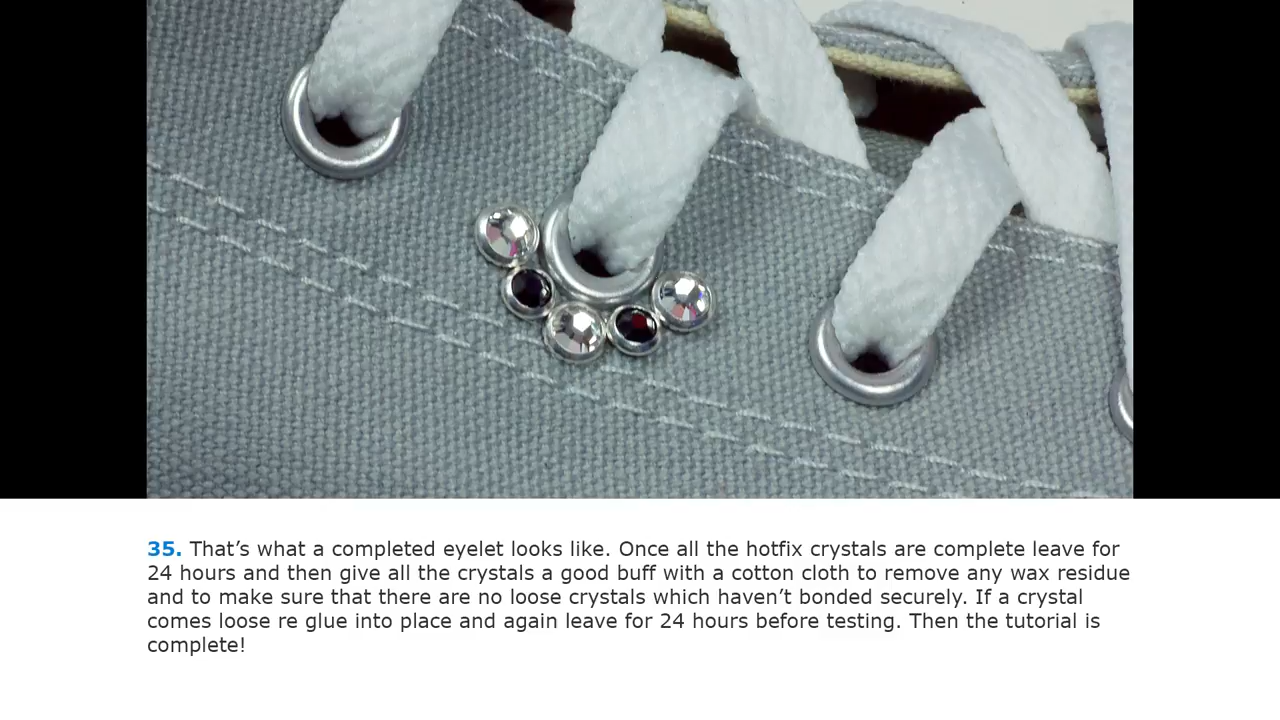 35. That’s what a completed eyelet looks like. Once all the hotfix crystals are complete leave for
24 hours and then give all the crystals a good buff with a cotton cloth to remove any wax residue
and to make sure that there are no loose crystals which haven’t bonded securely. If a crystal
comes loose re glue into place and again leave for 24 hours before testing. Then the tutorial is
complete!